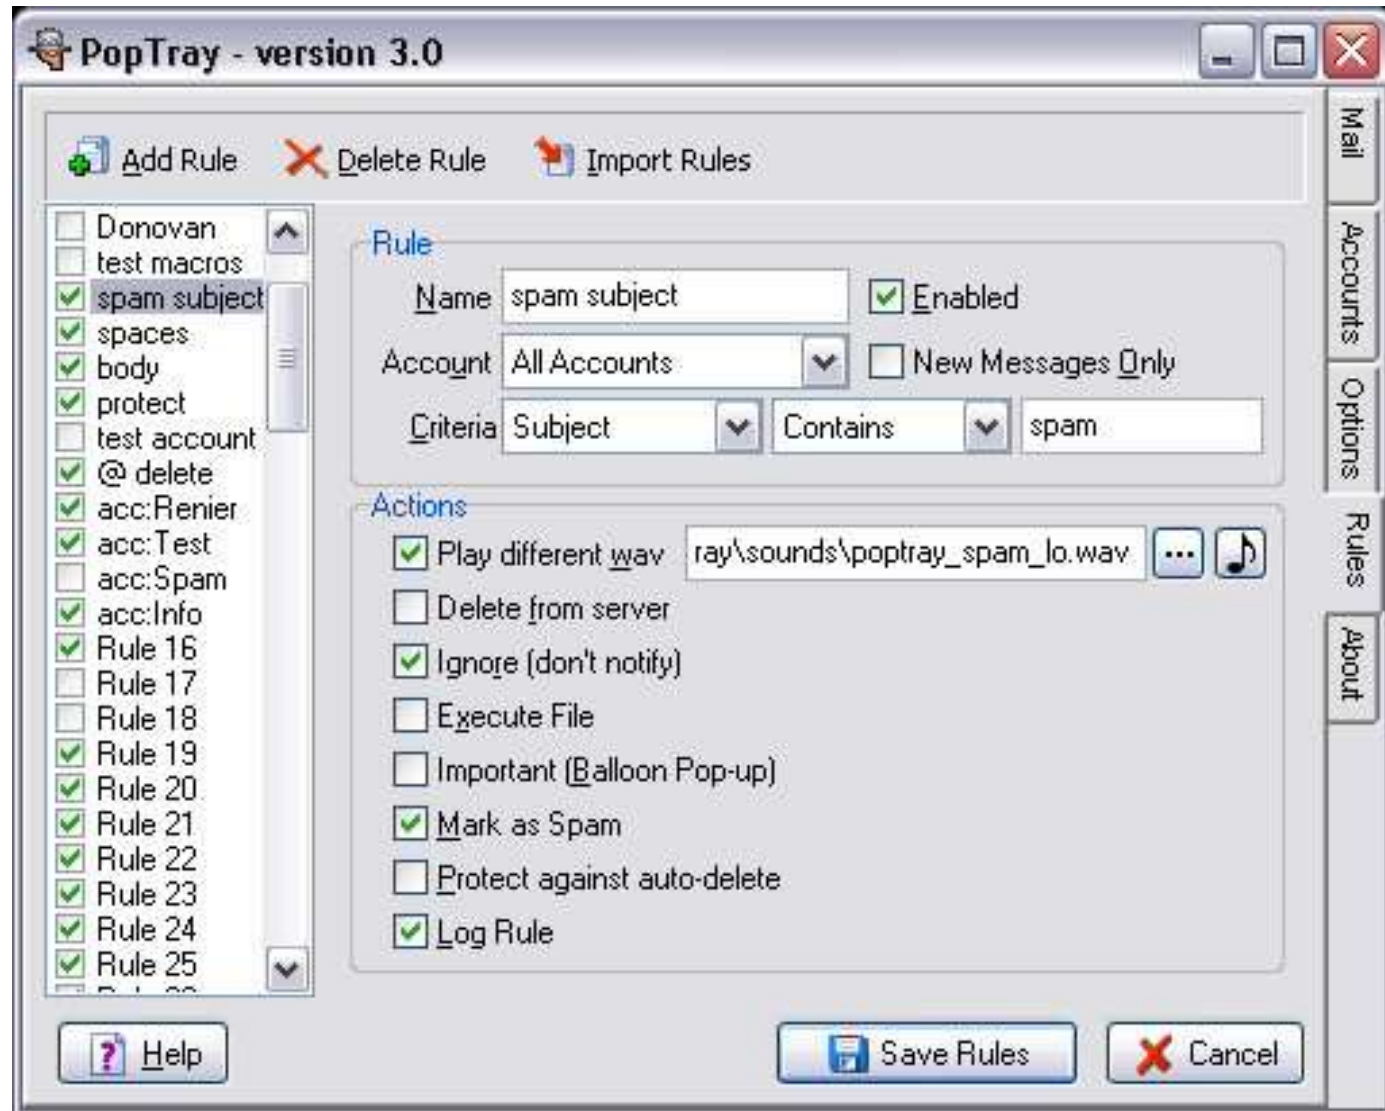 PopTray - version 3.0
Add Rule Delete Rule Import Rules
Mail
Accounts
Options
Rules
About
Donovan
test macros
spam subject
spaces
body
protect
test account
@ delete
acc:Renier
acc:Test
acc:Spam
acc:Info
Rule 16
Rule 17
Rule 18
Rule 19
Rule 20
Rule 21
Rule 22
Rule 23
Rule 24
Rule 25
Rule
Name spam subject Enabled
Account All Accounts New Messages Only
Criteria Subject Contains spam
Actions
Play different wav ray\sounds\poptray_spam_lo.wav ...
Delete from server
Ignore (don't notify)
Execute File
Important (Balloon Pop-up)
Mark as Spam
Protect against auto-delete
Log Rule
Help Save Rules Cancel